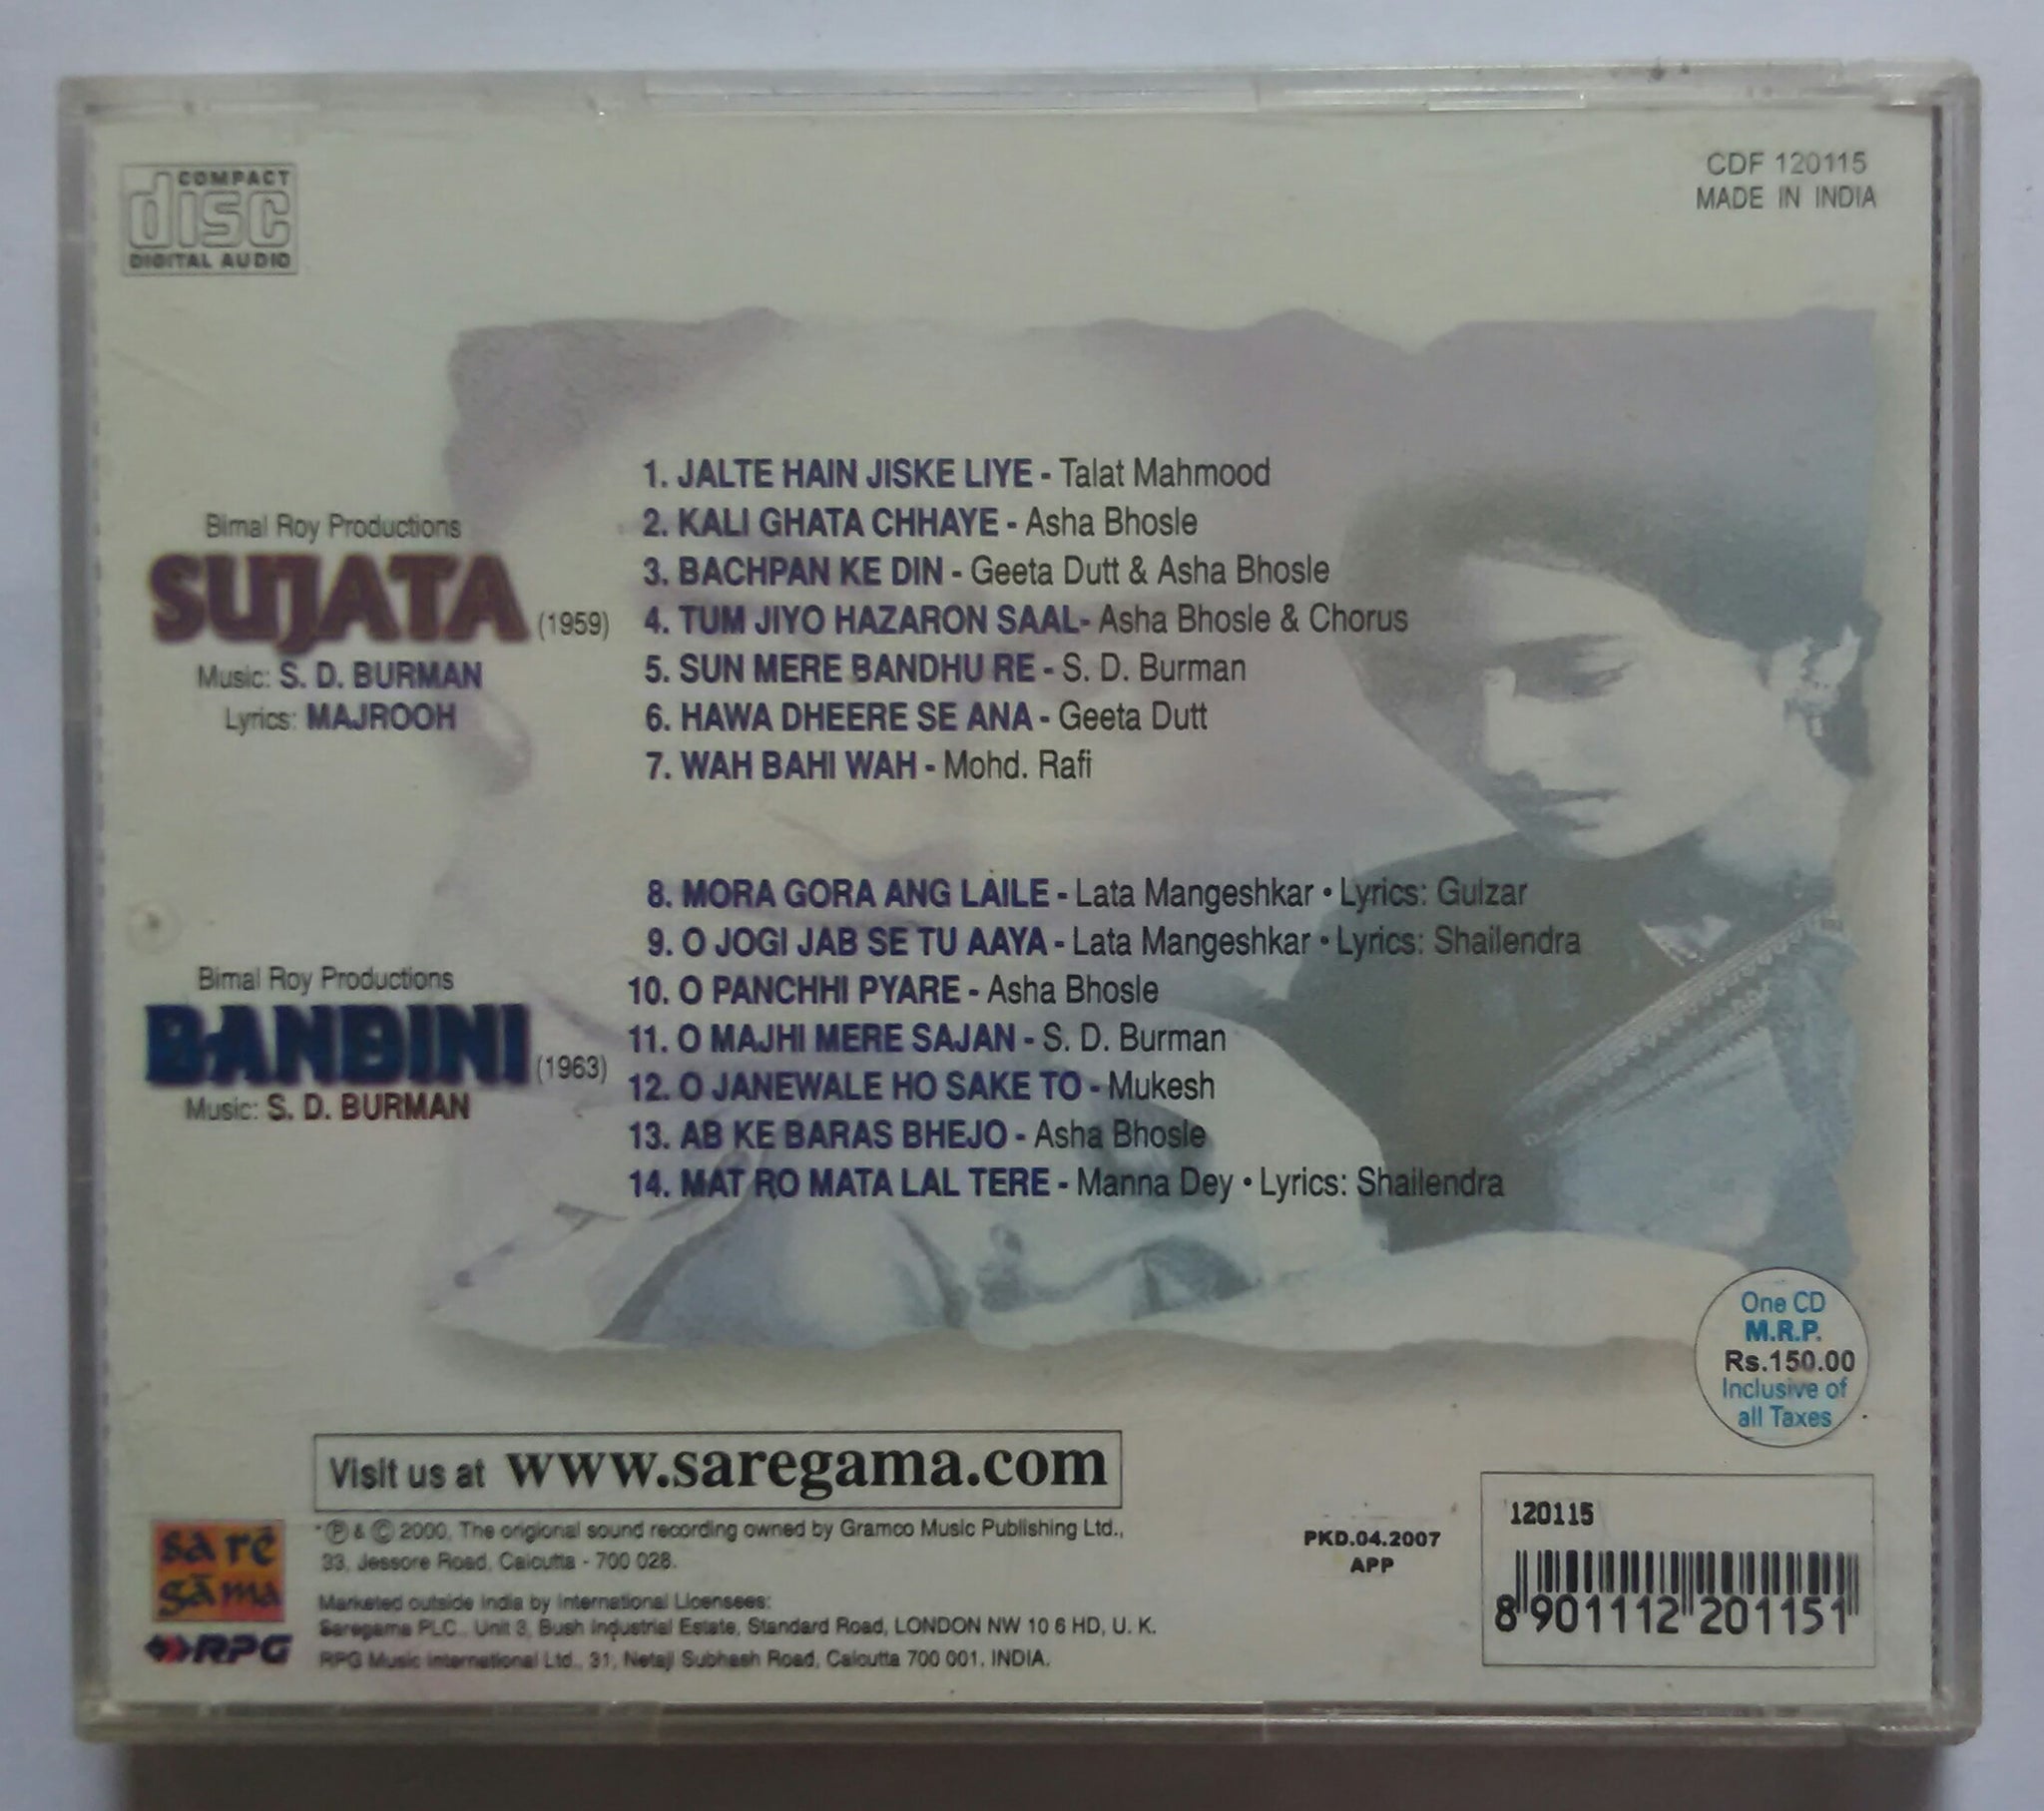 COMPACT
disc
DIGITAL AUDIO
CDF 120115
MADE IN INDIA
Bimal Roy Productions
SUJATA (1959)
Music: S. D. BURMAN
Lyrics: MAJROOH
1. JALTE HAIN JISKE LIYE - Talat Mahmood
2. KALI GHATA CHHAYE - Asha Bhosle
3. BACHPAN KE DIN - Geeta Dutt & Asha Bhosle
4. TUM JIYO HAZARON SAAL- Asha Bhosle & Chorus
5. SUN MERE BANDHU RE - S. D. Burman
6. HAWA DHEERE SE ANA - Geeta Dutt
7. WAH BAHI WAH - Mohd. Rafi
Bimal Roy Productions
BANDINI (1963)
Music: S. D. BURMAN
8. MORA GORA ANG LAILE - Lata Mangeshkar • Lyrics: Gulzar
9. O JOGI JAB SE TU AAYA - Lata Mangeshkar • Lyrics: Shailendra
10. O PANCHHI PYARE - Asha Bhosle
11. O MAJHI MERE SAJAN - S. D. Burman
12. O JANEWALE HO SAKE TO - Mukesh
13. AB KE BARAS BHEJO - Asha Bhosle
14. MAT RO MATA LAL TERE - Manna Dey • Lyrics: Shailendra
One CD
M.R.P.
Rs.150.00
Inclusive of
all Taxes
Visit us at www.saregama.com
sa rē
gā ma
RPG
℗ & © 2000, The origional sound recording owned by Gramco Music Publishing Ltd.,
33, Jessore Road, Calcutta - 700 028.
Marketed outside India by International Licensees:
Saregama PLC., Unit 3, Bush Industrial Estate, Standard Road, LONDON NW 10 6 HD, U. K.
RPG Music International Ltd., 31, Netaji Subhash Road, Calcutta 700 001, INDIA.
PKD.04.2007
APP
120115
8 901112 201151